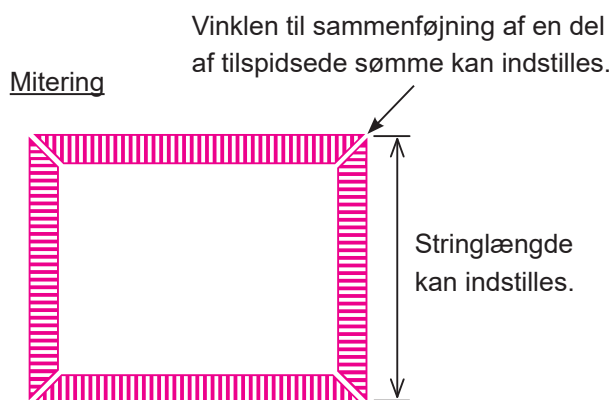 Vinklen til sammenføjning af en del
af tilspidsede sømme kan indstilles.
Mitering
Stringlængde
kan indstilles.